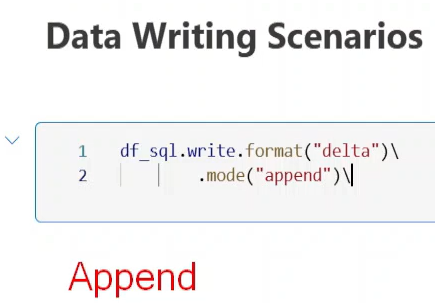 Data Writing Scenarios
1 df_sql.write.format("delta")\
2 .mode("append")\
Append